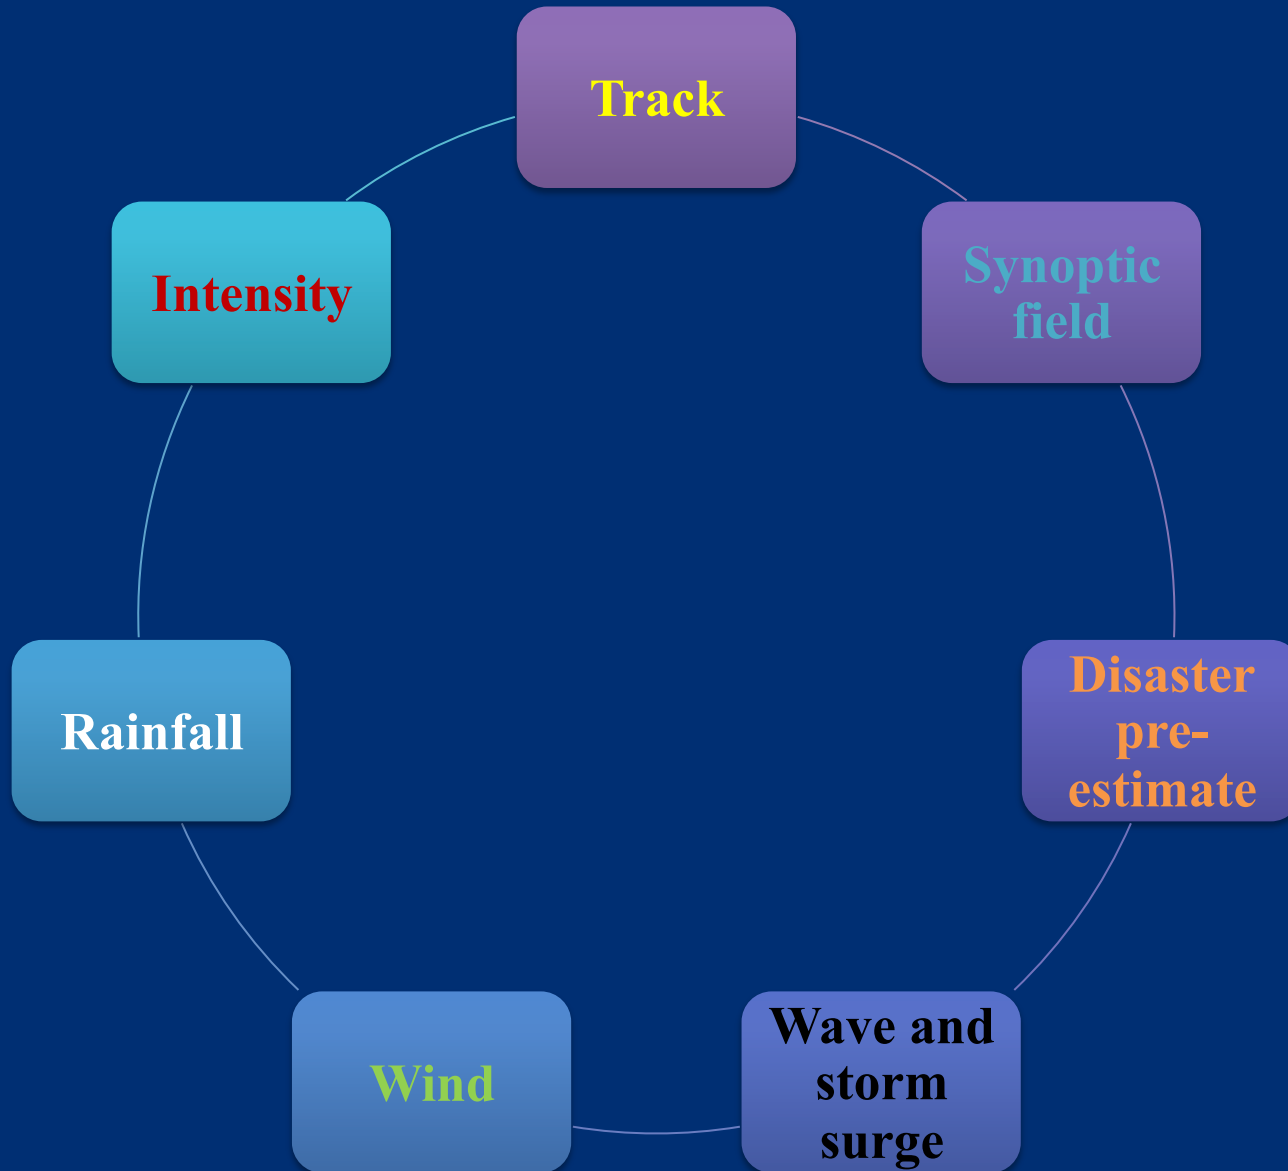 Track
Synoptic
field
Intensity
Disaster
pre-
estimate
Rainfall
Wave and
storm
surge
Wind